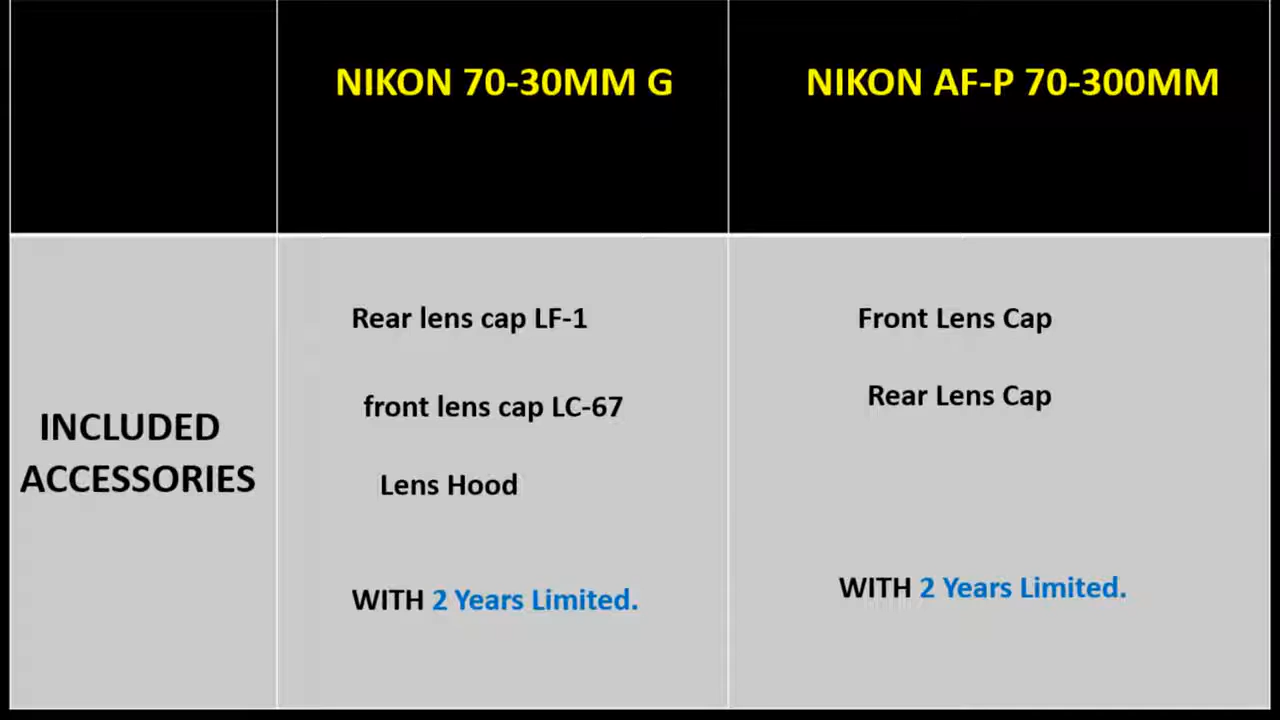 NIKON 70-30MM G
NIKON AF-P 70-300MM
INCLUDED
ACCESSORIES
Rear lens cap LF-1
front lens cap LC-67
Lens Hood
WITH 2 Years Limited.
Front Lens Cap
Rear Lens Cap
WITH 2 Years Limited.